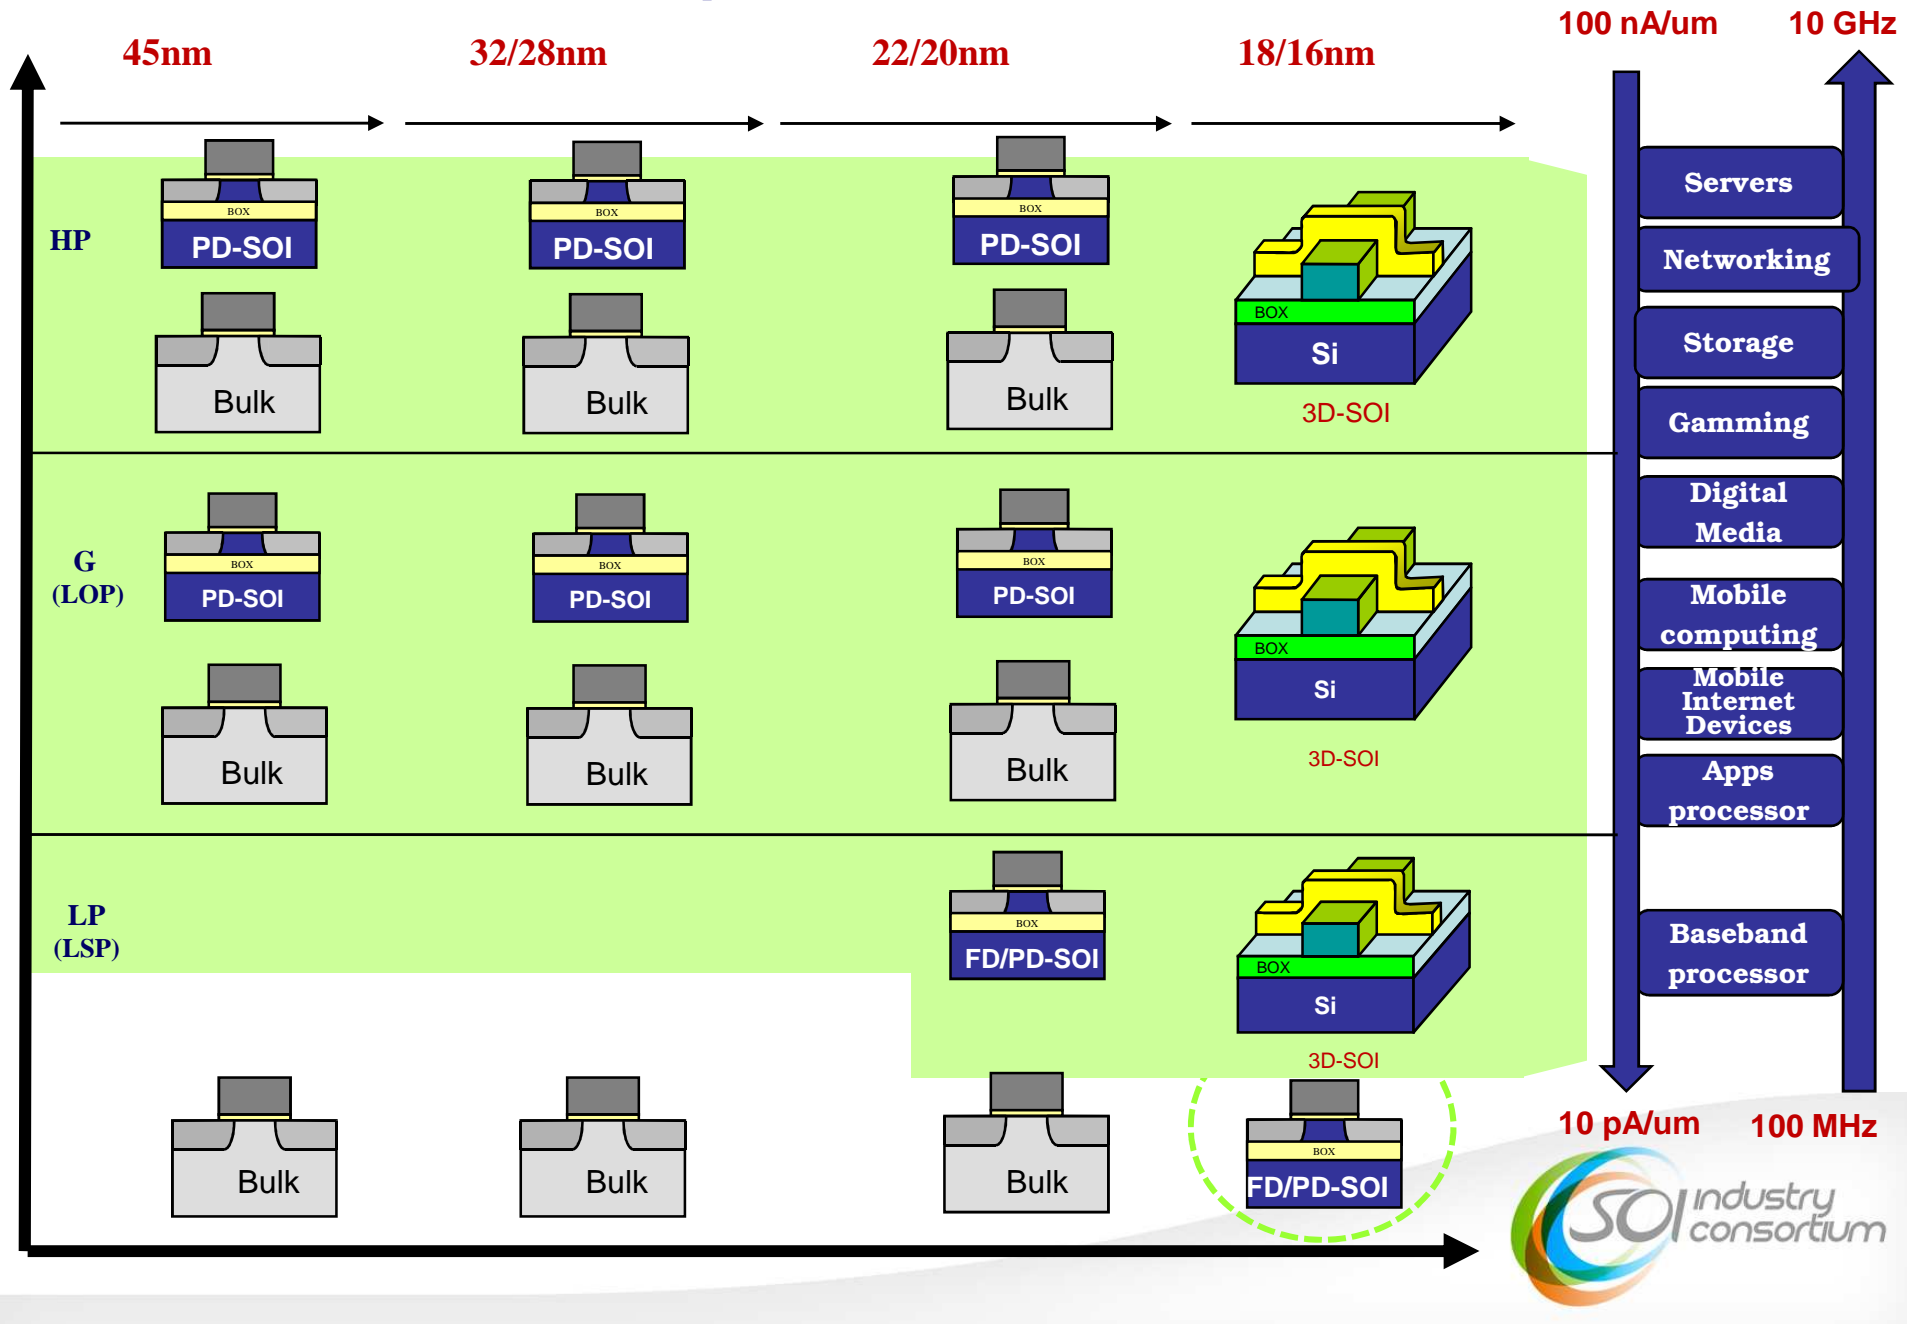 100 nA/um
10 GHz
45nm
32/28nm
22/20nm
18/16nm
HP
BOX
PD-SOI
BOX
PD-SOI
BOX
PD-SOI
BOX
Si
3D-SOI
Bulk
Bulk
Bulk
G
(LOP)
BOX
PD-SOI
BOX
PD-SOI
BOX
PD-SOI
BOX
Si
3D-SOI
Bulk
Bulk
Bulk
LP
(LSP)
BOX
FD/PD-SOI
BOX
Si
3D-SOI
Bulk
Bulk
Bulk
BOX
FD/PD-SOI
Servers
Networking
Storage
Gamming
Digital
Media
Mobile
computing
Mobile
Internet
Devices
Apps
processor
Baseband
processor
10 pA/um
100 MHz
SOI industry
consortium